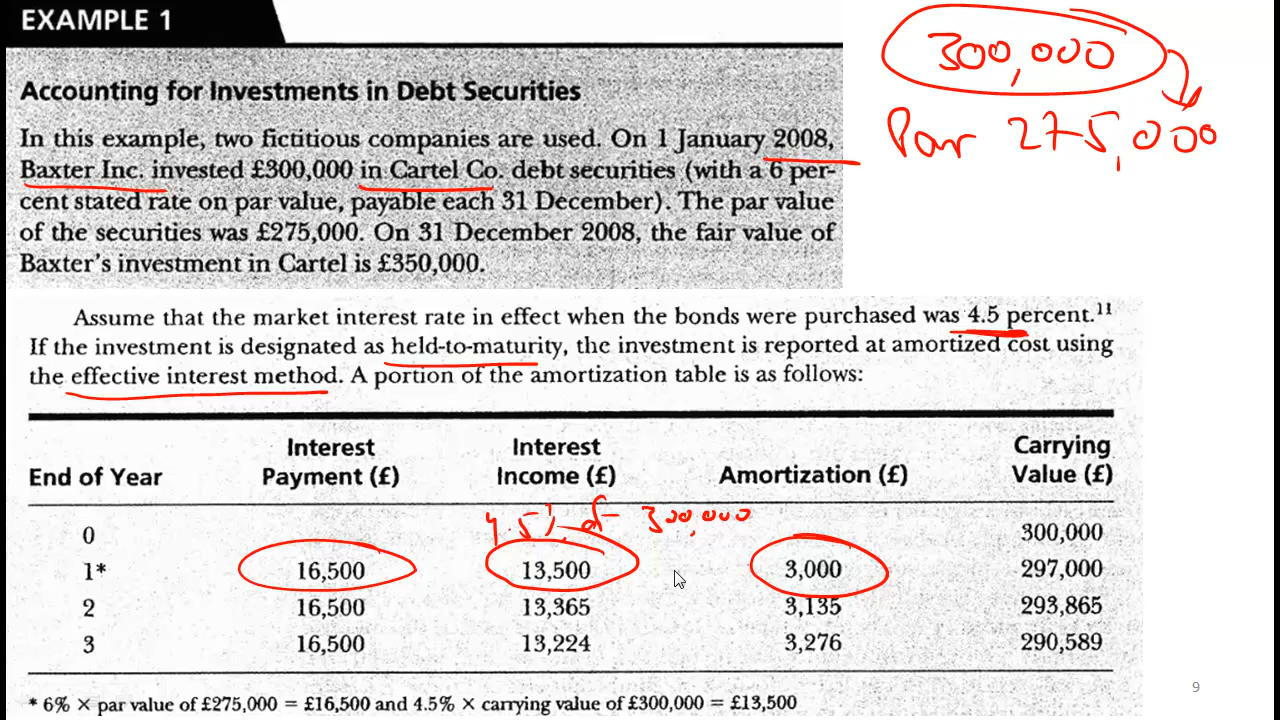 EXAMPLE 1
300,000
Par 275,000
Accounting for Investments in Debt Securities
In this example, two fictitious companies are used. On 1 January 2008,
Baxter Inc. invested £300,000 in Cartel Co. debt securities (with a 6 per-
cent stated rate on par value, payable each 31 December). The par value
of the securities was £275,000. On 31 December 2008, the fair value of
Baxter's investment in Cartel is £350,000.
Assume that the market interest rate in effect when the bonds were purchased was 4.5 percent.¹¹
If the investment is designated as held-to-maturity, the investment is reported at amortized cost using
the effective interest method. A portion of the amortization table is as follows:
Interest Interest Carrying
End of Year Payment (£) Income (£) Amortization (£) Value (£)
4.5% of 300,000
0 300,000
1* 16,500 13,500 3,000 297,000
2 16,500 13,365 3,135 293,865
3 16,500 13,224 3,276 290,589
* 6% × par value of £275,000 = £16,500 and 4.5% × carrying value of £300,000 = £13,500
9